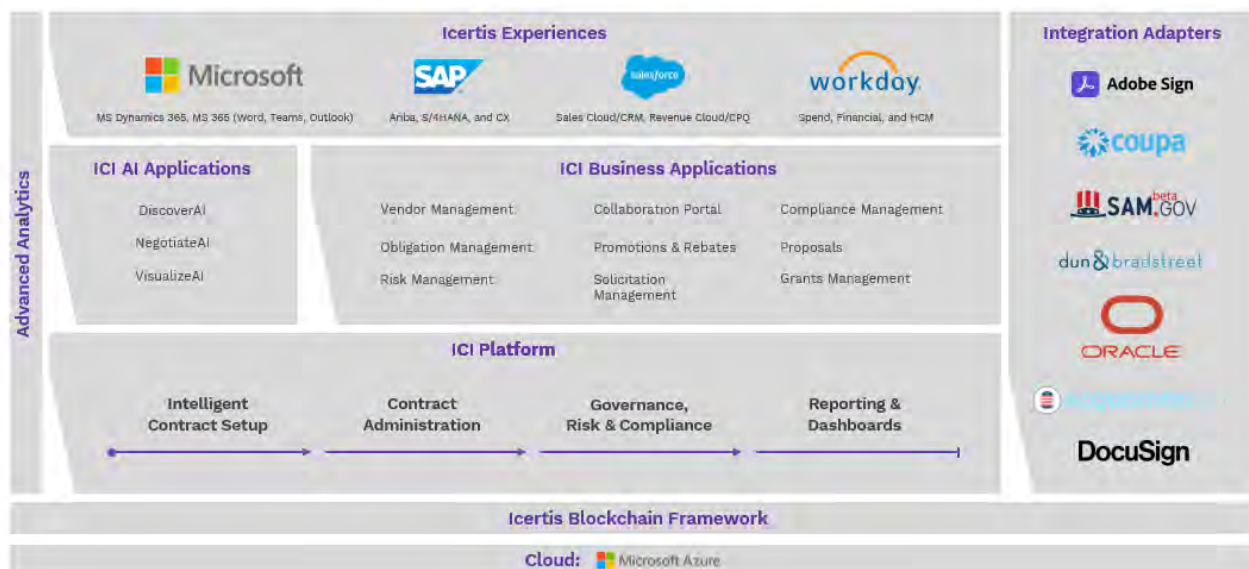 Icertis Experiences
Microsoft
SAP
salesforce
workday
MS Dynamics 365, MS 365 (Word, Teams, Outlook)
Ariba, S/4HANA, and CX
Sales Cloud/CRM, Revenue Cloud/CPQ
Spend, Financial, and HCM
Advanced Analytics
ICI AI Applications
DiscoverAI
NegotiateAI
VisualizeAI
ICI Business Applications
Vendor Management
Collaboration Portal
Compliance Management
Obligation Management
Promotions & Rebates
Proposals
Risk Management
Solicitation
Management
Grants Management
ICI Platform
Intelligent
Contract Setup
Contract
Administration
Governance,
Risk & Compliance
Reporting &
Dashboards
Integration Adapters
Adobe Sign
coupa
beta
SAM.GOV
dun & bradstreet
ORACLE
DocuSign
Icertis Blockchain Framework
Cloud: Microsoft Azure